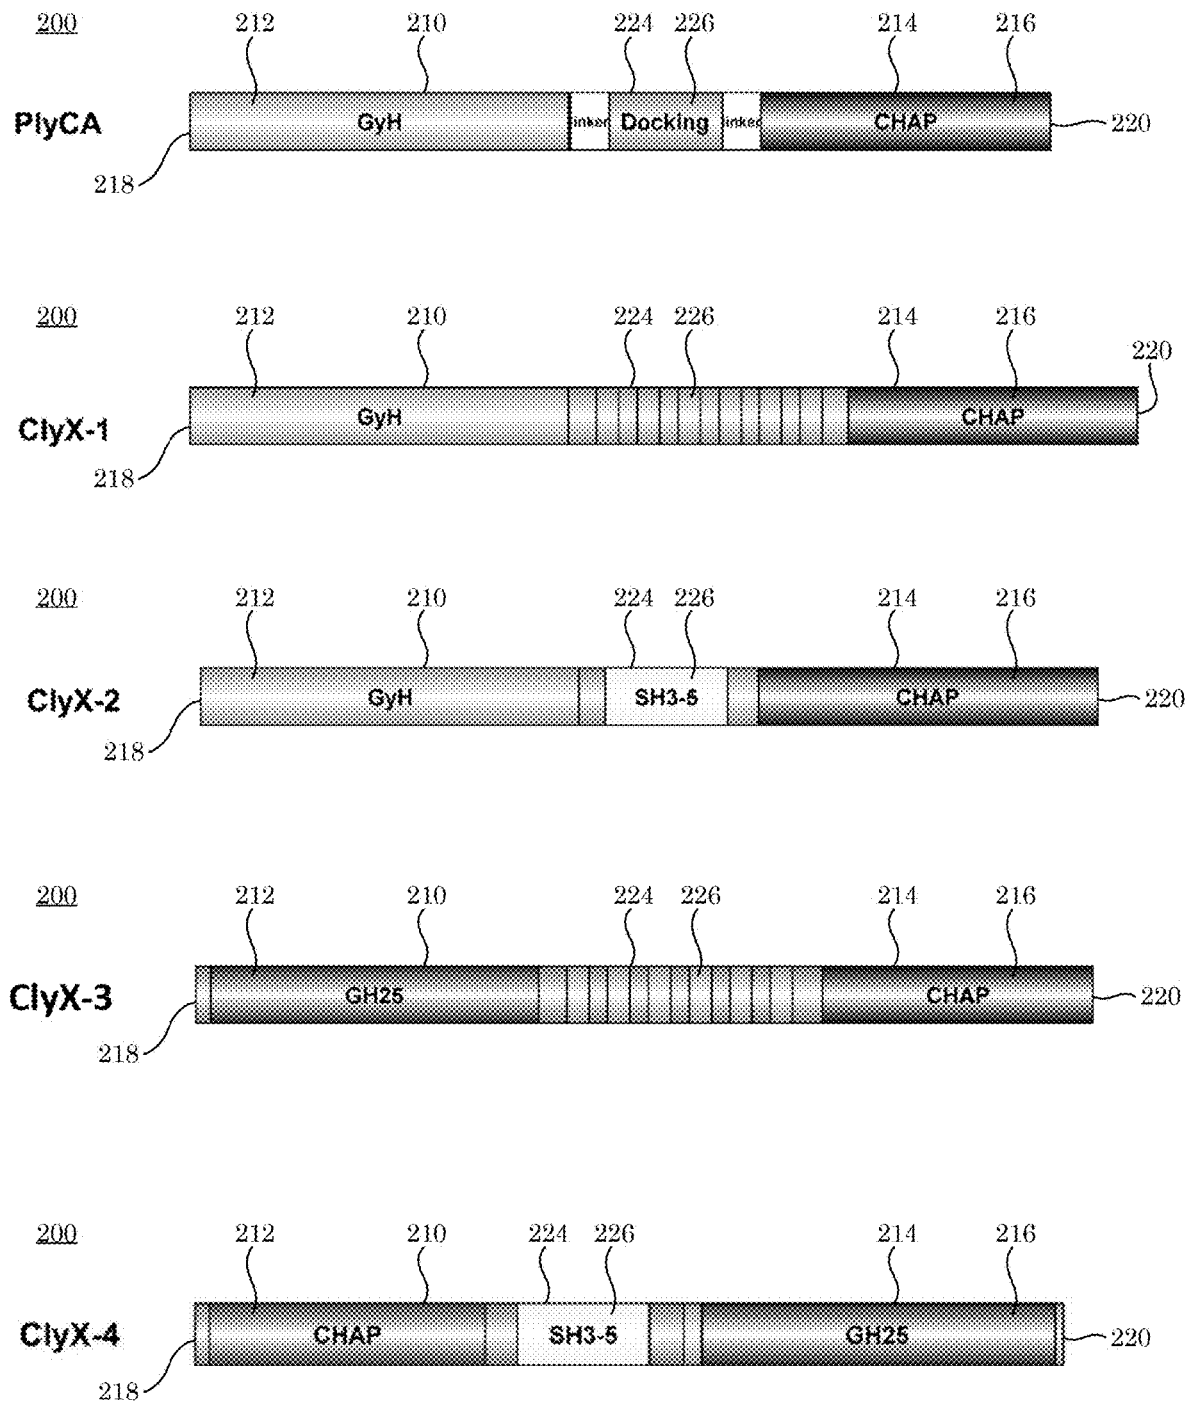 200 212 210 224 226 214 216
PlyCA GyH inker Docking linker CHAP 220
218
200 212 210 224 226 214 216
220
ClyX-1 GyH CHAP
218
200 212 210 224 226 214 216
ClyX-2 GyH SH3-5 CHAP 220
218
200 212 210 224 226 214 216
ClyX-3 GH25 CHAP 220
218
200 212 210 224 226 214 216
ClyX-4 CHAP SH3-5 GH25 220
218